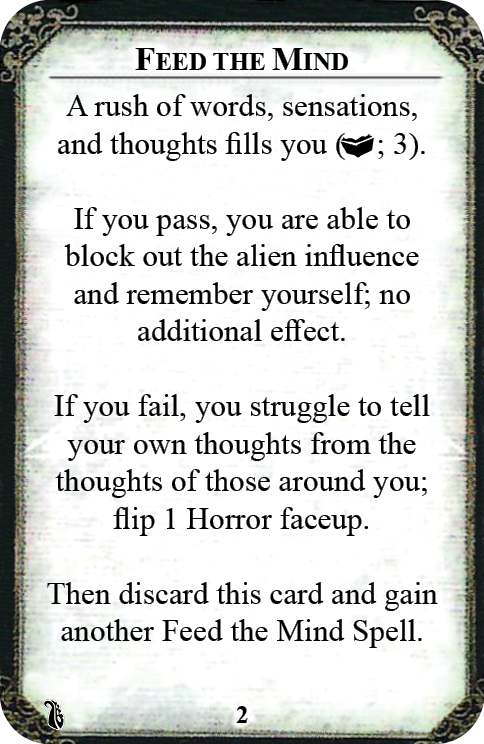 FEED THE MIND
A rush of words, sensations,
and thoughts fills you (; 3).
If you pass, you are able to
block out the alien influence
and remember yourself; no
additional effect.
If you fail, you struggle to tell
your own thoughts from the
thoughts of those around you;
flip 1 Horror faceup.
Then discard this card and gain
another Feed the Mind Spell.
2